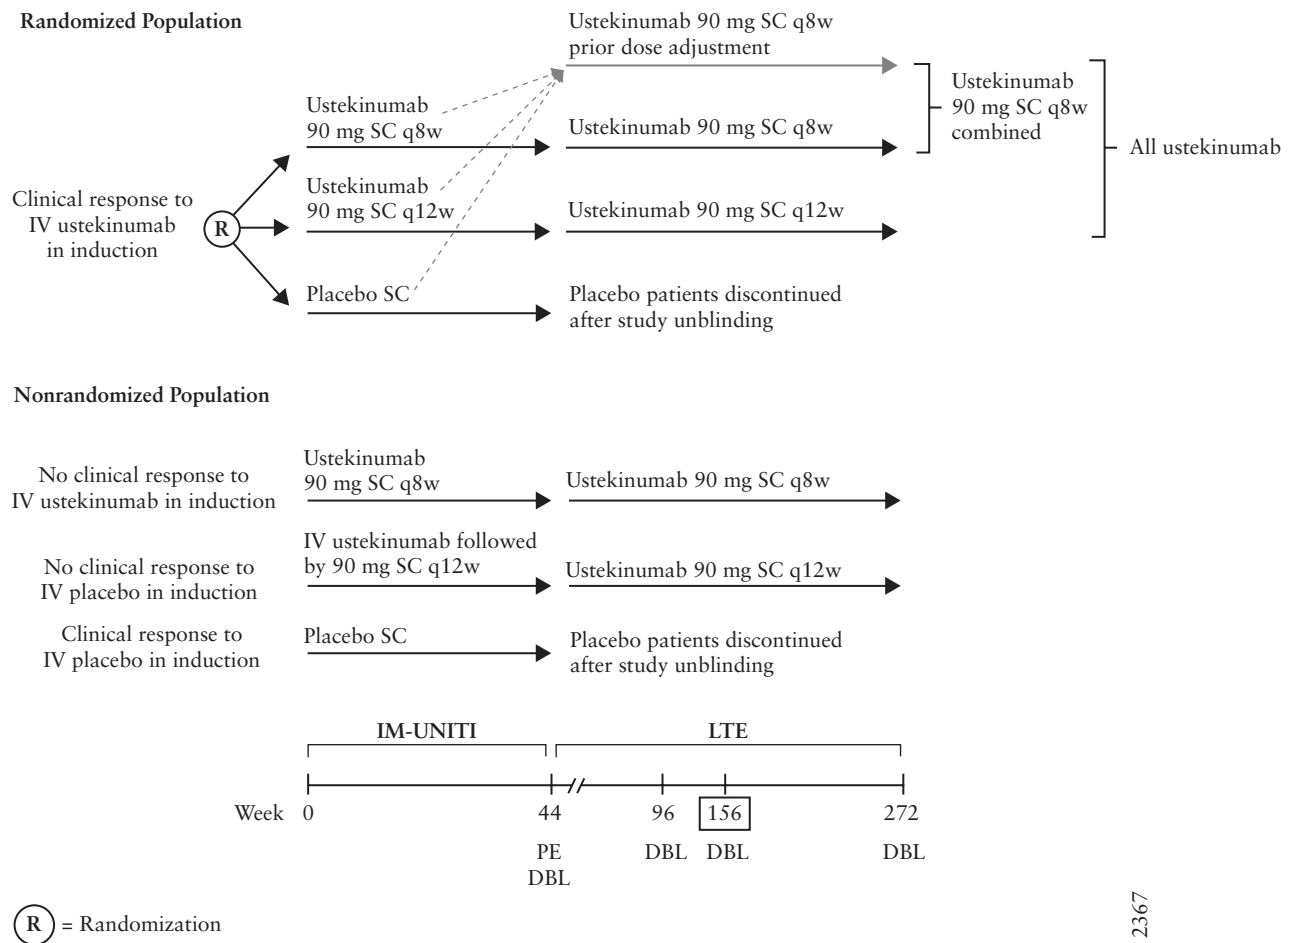 Randomized Population
Ustekinumab 90 mg SC q8w
prior dose adjustment
Ustekinumab
90 mg SC q8w
Ustekinumab 90 mg SC q8w
Ustekinumab
90 mg SC q8w
combined
All ustekinumab
Clinical response to
IV ustekinumab
in induction
R
Ustekinumab
90 mg SC q12w
Ustekinumab 90 mg SC q12w
Placebo SC
Placebo patients discontinued
after study unblinding
Nonrandomized Population
No clinical response to
IV ustekinumab in induction
Ustekinumab
90 mg SC q8w
Ustekinumab 90 mg SC q8w
No clinical response to
IV placebo in induction
IV ustekinumab followed
by 90 mg SC q12w
Ustekinumab 90 mg SC q12w
Clinical response to
IV placebo in induction
Placebo SC
Placebo patients discontinued
after study unblinding
IM-UNITI
LTE
Week 0 44 96 156 272
PE DBL DBL DBL
DBL
R = Randomization
2367